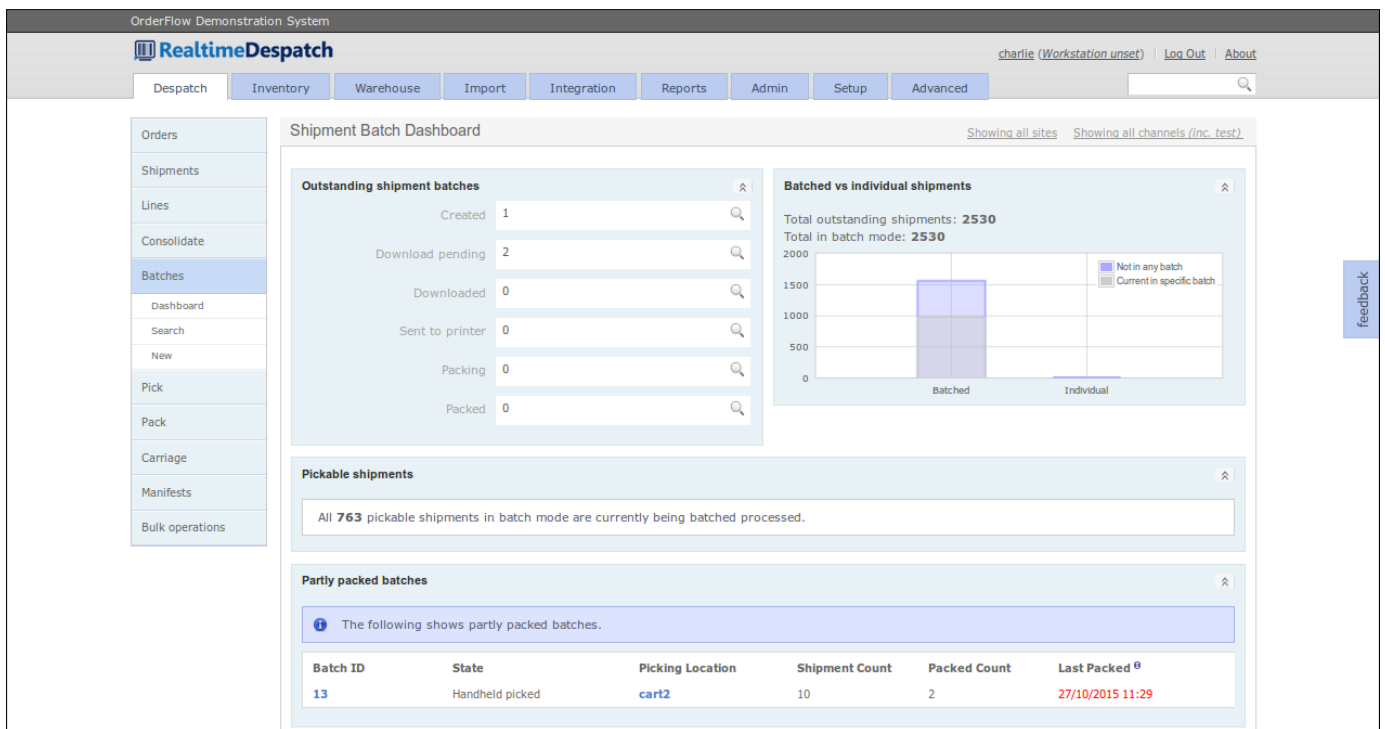 OrderFlow Demonstration System
RealtimeDespatch
charlie (Workstation unset) Log Out About
Despatch Inventory Warehouse Import Integration Reports Admin Setup Advanced
Orders
Shipments
Lines
Consolidate
Batches
Dashboard
Search
New
Pick
Pack
Carriage
Manifests
Bulk operations
Shipment Batch Dashboard
Showing all sites Showing all channels (inc. test)
Outstanding shipment batches
Created 1
Download pending 2
Downloaded 0
Sent to printer 0
Packing 0
Packed 0
Batched vs individual shipments
Total outstanding shipments: 2530
Total in batch mode: 2530
2000
1500
1000
500
0
Not in any batch
Current in specific batch
Batched Individual
Pickable shipments
All 763 pickable shipments in batch mode are currently being batched processed.
Partly packed batches
The following shows partly packed batches.
Batch ID State Picking Location Shipment Count Packed Count Last Packed
13 Handheld picked cart2 10 2 27/10/2015 11:29
feedback